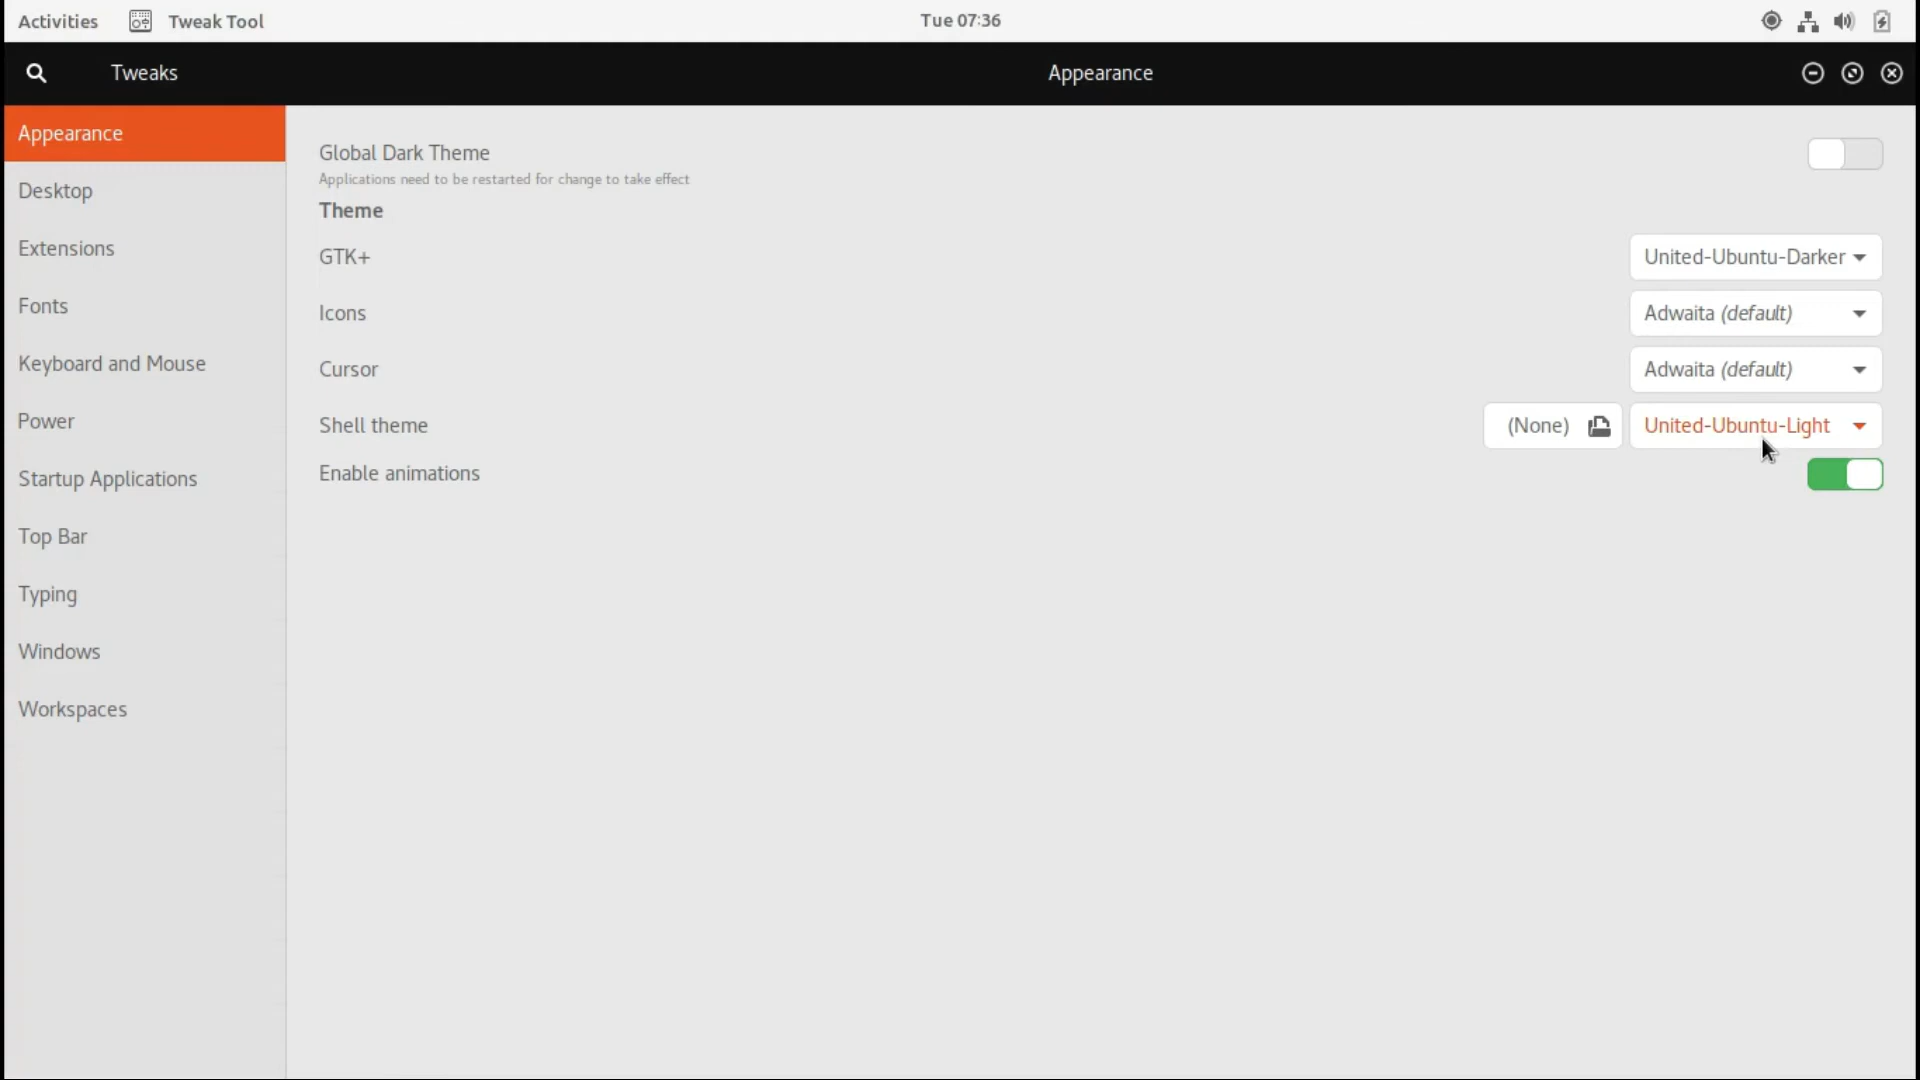 Activities Tweak Tool Tue 07:36
Tweaks Appearance
Appearance
Desktop
Extensions
Fonts
Keyboard and Mouse
Power
Startup Applications
Top Bar
Typing
Windows
Workspaces
Global Dark Theme
Applications need to be restarted for change to take effect
Theme
GTK+ United-Ubuntu-Darker
Icons Adwaita (default)
Cursor Adwaita (default)
Shell theme (None) United-Ubuntu-Light
Enable animations